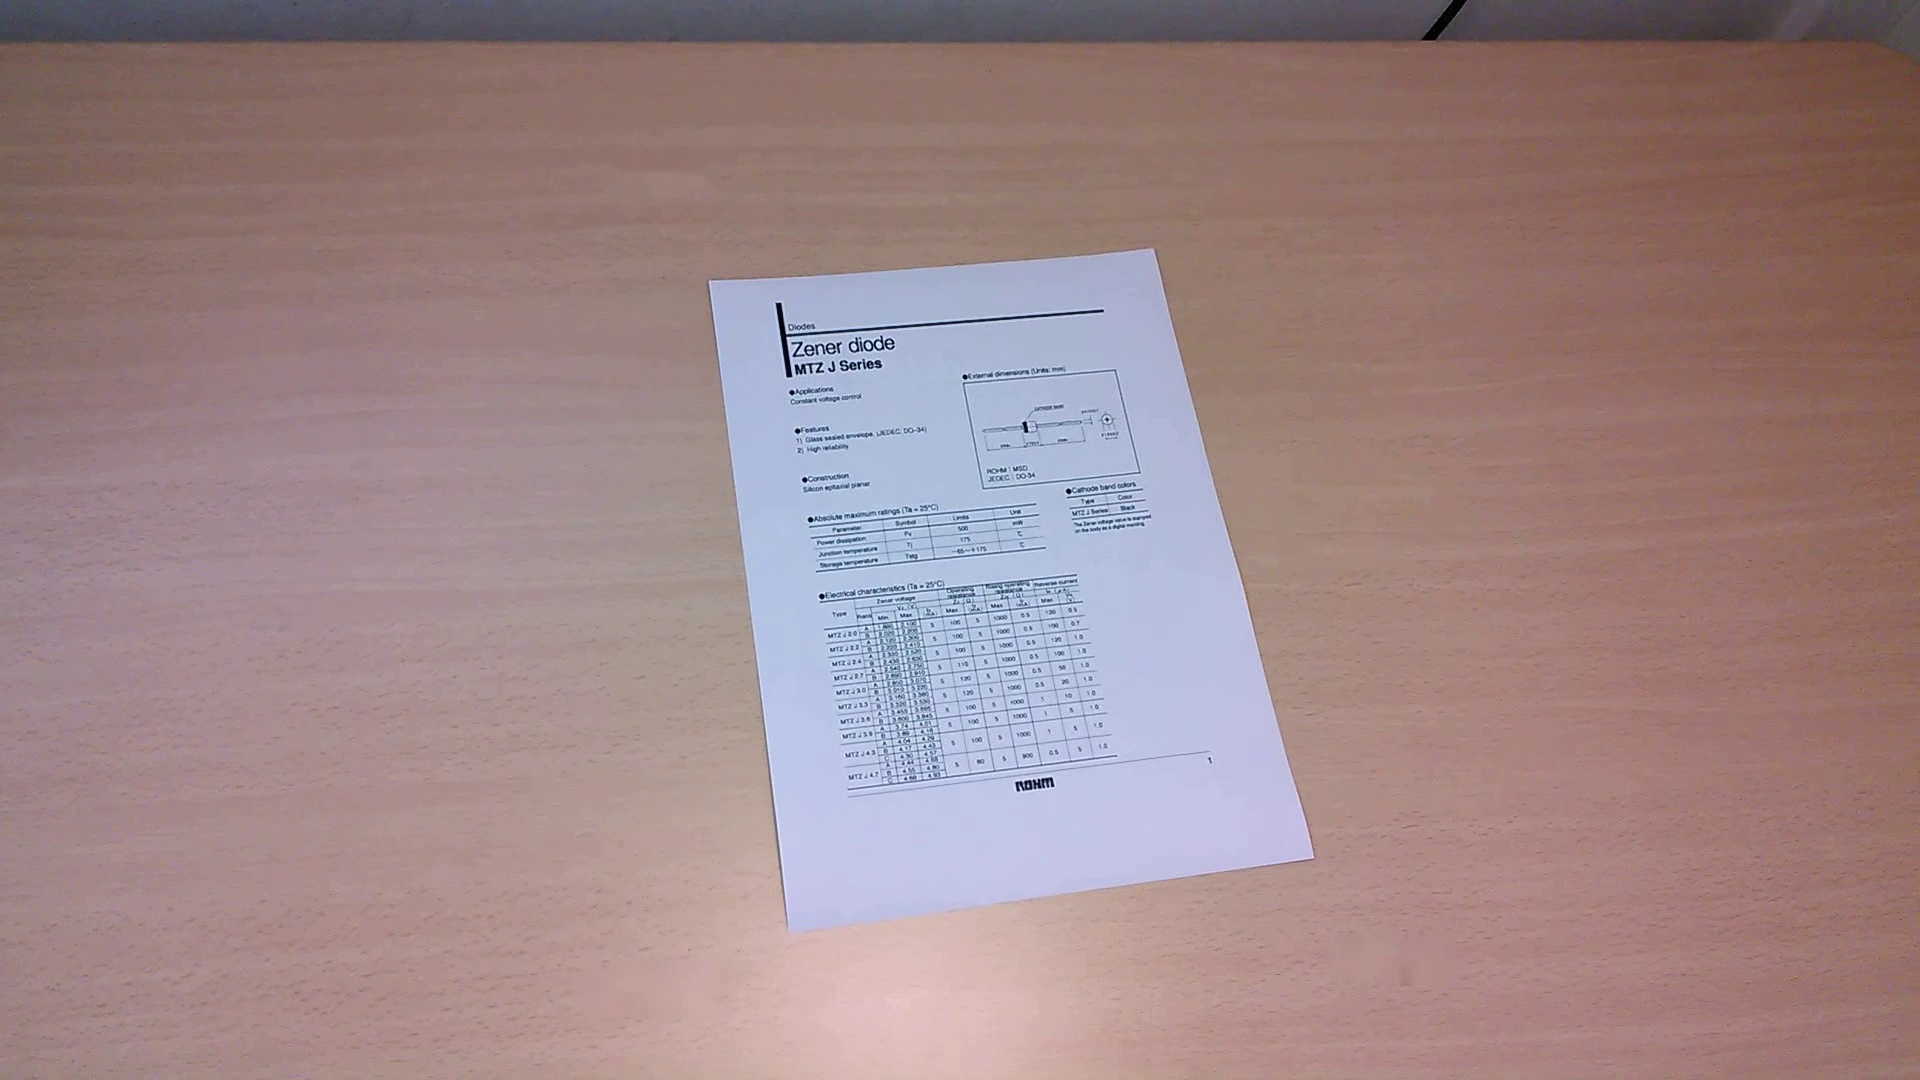 Diodes
Zener diode
MTZ J Series
●Applications
Constant voltage control
●Features
1) Glass sealed envelope. (JEDEC: DO-34)
2) High reliability
●Construction
Silicon epitaxial planar
●External dimensions (Units: mm)
CATHODE BAND
ROHM : MSD
JEDEC : DO-34
●Cathode band colors
Type Color
MTZ J Series Black
The Zener voltage value is stamped
on the body as a digital marking.
●Absolute maximum ratings (Ta = 25°C)
Parameter Symbol Limits Unit
Power dissipation 500 mW
Junction temperature Tj 175 °C
Storage temperature Tstg −65~+175 °C
●Electrical characteristics (Ta = 25°C)
Zener voltage Operating resistance Rising operating resistance Reverse current
Type Rank Min. Max.
MTZ J 2.0 A 1.880 2.100 5 100 5 1000 0.5 120 0.5
B 2.020 2.200
MTZ J 2.2 A 2.120 2.300 5 100 5 1000 0.5 100 0.7
B 2.220 2.410
MTZ J 2.4 A 2.330 2.520 5 100 5 1000 0.5 120 1.0
B 2.430 2.630
MTZ J 2.7 A 2.540 2.750 5 110 5 1000 0.5 100 1.0
B 2.690 2.910
MTZ J 3.0 A 2.850 3.070 5 120 5 1000 0.5 50 1.0
B 3.010 3.220
MTZ J 3.3 A 3.160 3.380 5 120 5 1000 0.5 20 1.0
B 3.320 3.530
MTZ J 3.6 A 3.455 3.695 5 100 5 1000 1 10 1.0
B 3.600 3.845
MTZ J 3.9 A 3.74 4.01 5 100 5 1000 1 5 1.0
B 3.89 4.16
MTZ J 4.3 A 4.04 4.29 5 100 5 1000 1 5 1.0
B 4.17 4.43
C 4.30 4.57
MTZ J 4.7 A 4.44 4.68 5 80 5 900 0.5 5 1.0
B 4.55 4.80
C 4.68 4.93
ROHM
1